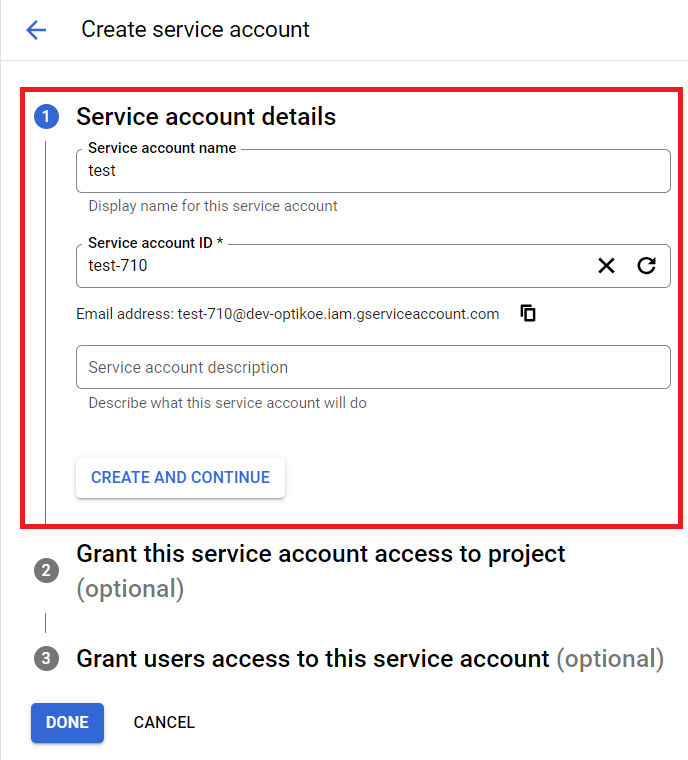 Create service account
1 Service account details
Service account name
test
Display name for this service account
Service account ID *
test-710
Email address: test-710@dev-optikoe.iam.gserviceaccount.com
Service account description
Describe what this service account will do
CREATE AND CONTINUE
2 Grant this service account access to project
(optional)
3 Grant users access to this service account (optional)
DONE CANCEL